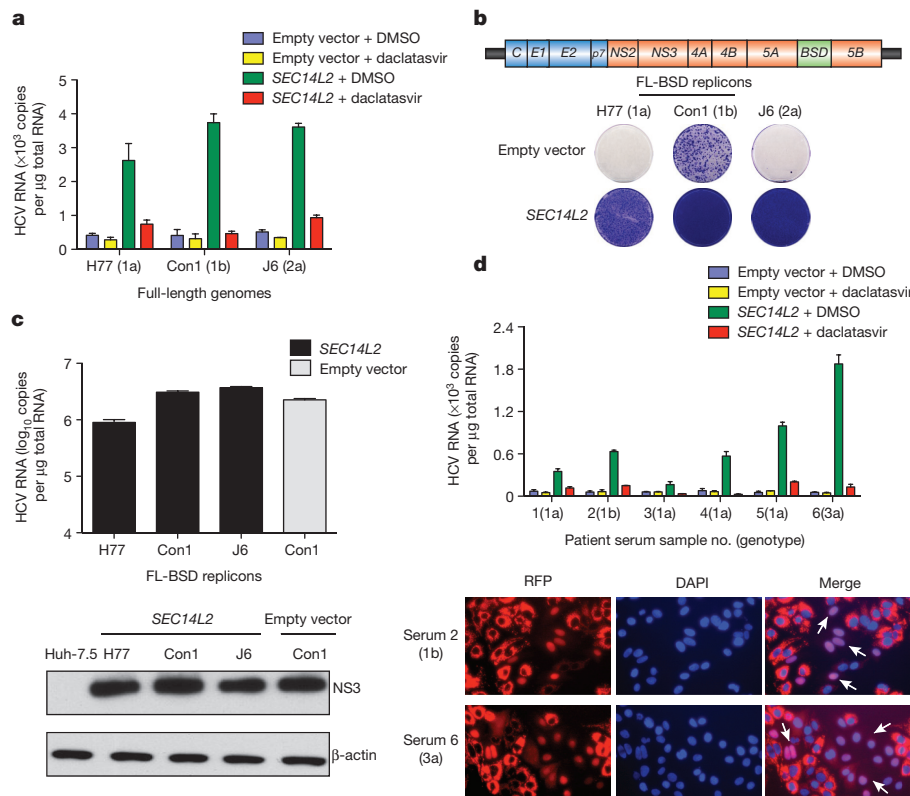 a
Empty vector + DMSO
Empty vector + daclatasvir
SEC14L2 + DMSO
SEC14L2 + daclatasvir
HCV RNA (×10³ copies
per µg total RNA)
5
4
3
2
1
0
H77 (1a)
Con1 (1b)
J6 (2a)
Full-length genomes
b
C E1 E2 p7 NS2 NS3 4A 4B 5A BSD 5B
FL-BSD replicons
H77 (1a) Con1 (1b) J6 (2a)
Empty vector
SEC14L2
c
SEC14L2
Empty vector
HCV RNA (log₁₀ copies
per µg total RNA)
7
6
5
4
H77 Con1 J6 Con1
FL-BSD replicons
SEC14L2 Empty vector
Huh-7.5 H77 Con1 J6 Con1
NS3
β-actin
d
Empty vector + DMSO
Empty vector + daclatasvir
SEC14L2 + DMSO
SEC14L2 + daclatasvir
HCV RNA (×10³ copies
per µg total RNA)
2.4
1.8
1.2
0.6
0
1(1a) 2(1b) 3(1a) 4(1a) 5(1a) 6(3a)
Patient serum sample no. (genotype)
RFP DAPI Merge
Serum 2
(1b)
Serum 6
(3a)